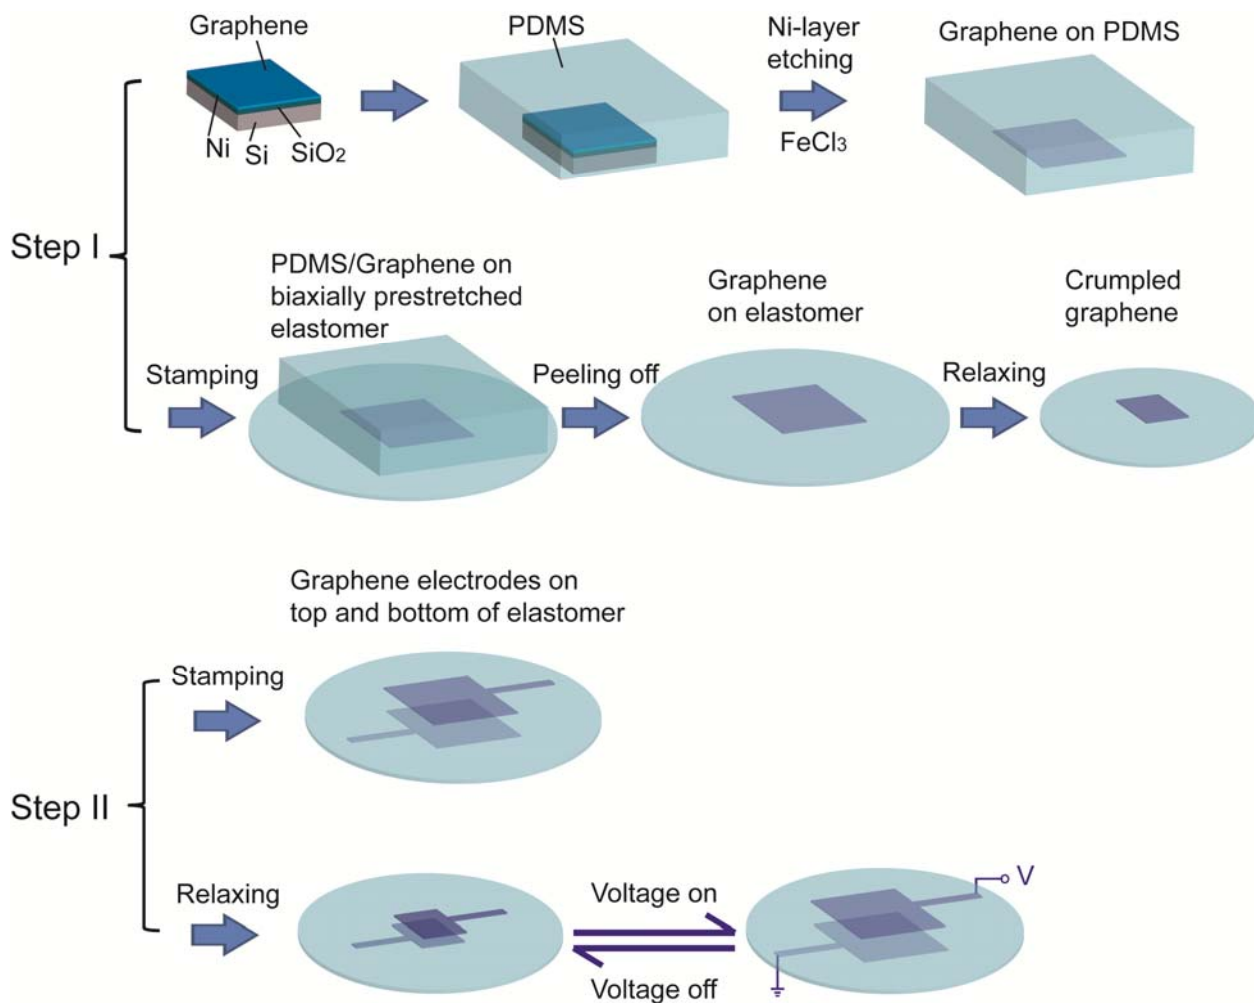 Graphene
Ni
Si
SiO₂
PDMS
Ni-layer
etching
FeCl₃
Graphene on PDMS
Step I
Stamping
PDMS/Graphene on
biaxially prestretched
elastomer
Peeling off
Graphene
on elastomer
Relaxing
Crumpled
graphene
Step II
Stamping
Graphene electrodes on
top and bottom of elastomer
Relaxing
Voltage on
Voltage off
V